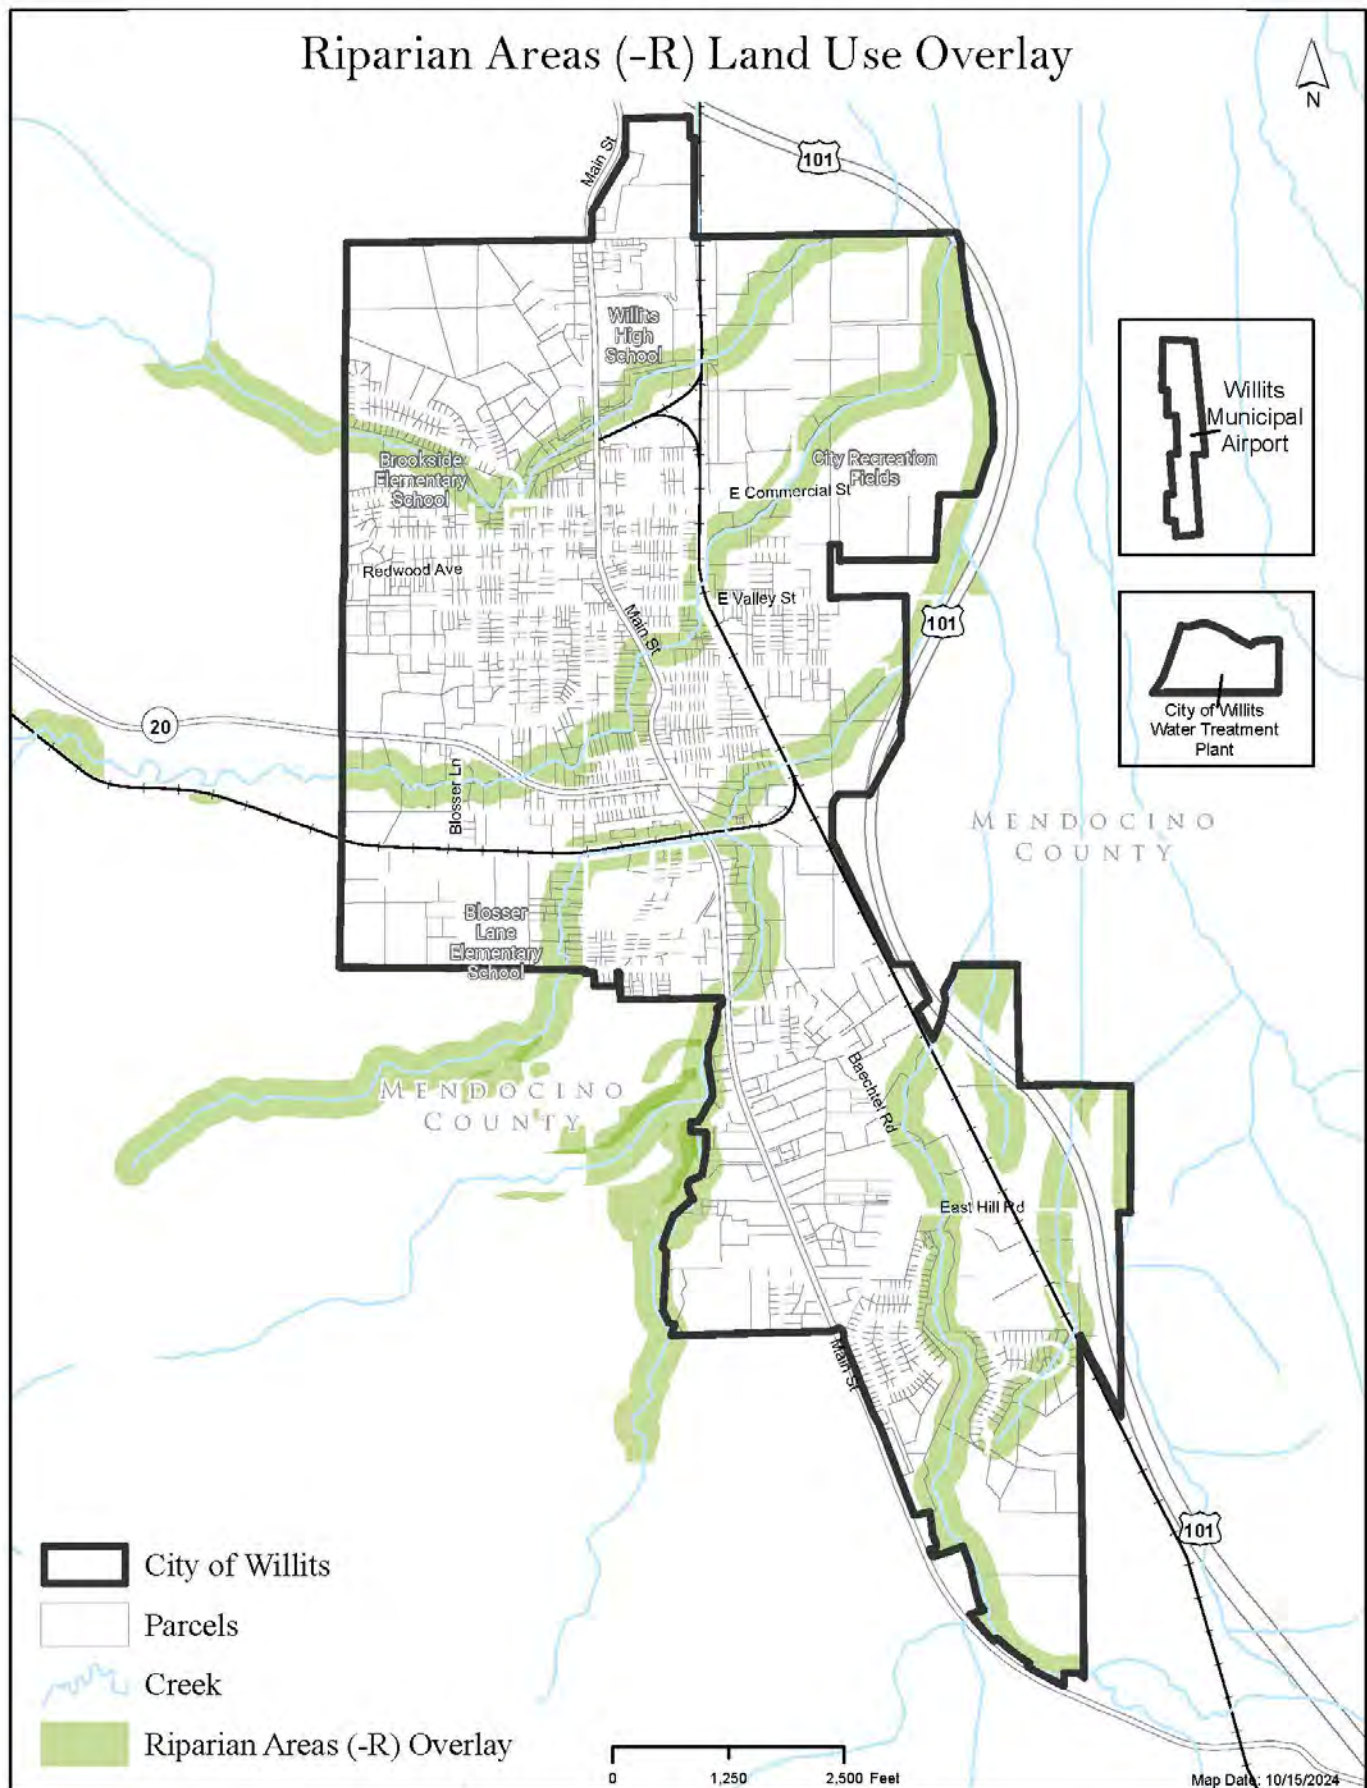 Riparian Areas (-R) Land Use Overlay
N
Main St
101
Willits
High
School
Brookside
Elementary
School
City Recreation
Fields
E Commercial St
Willits
Municipal
Airport
Redwood Ave
E Valley St
Main St
101
20
City of Willits
Water Treatment
Plant
Blosser Ln
MENDOCINO
COUNTY
Blosser
Lane
Elementary
School
MENDOCINO
COUNTY
Baechtel Rd
East Hill Rd
Main St
101
City of Willits
Parcels
Creek
Riparian Areas (-R) Overlay
0 1,250 2,500 Feet
Map Date: 10/15/2024